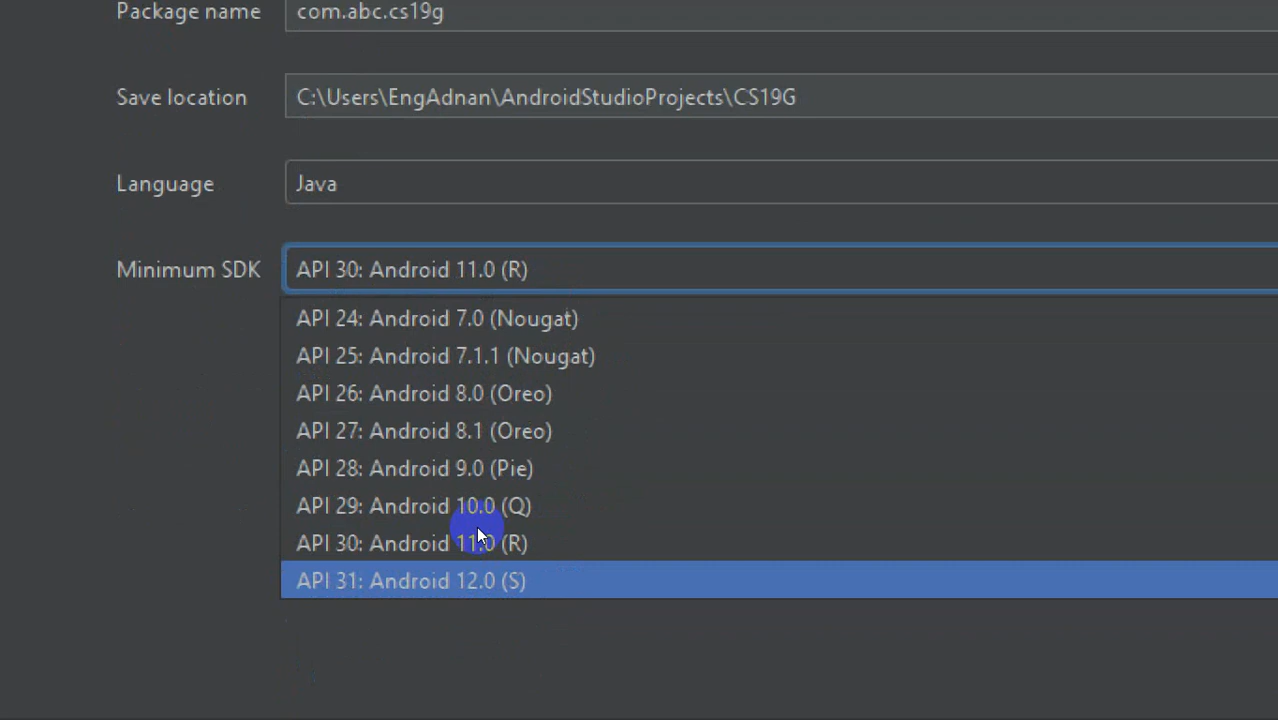 Package name com.abc.cs19g
Save location C:\Users\EngAdnan\AndroidStudioProjects\CS19G
Language Java
Minimum SDK API 30: Android 11.0 (R)
API 24: Android 7.0 (Nougat)
API 25: Android 7.1.1 (Nougat)
API 26: Android 8.0 (Oreo)
API 27: Android 8.1 (Oreo)
API 28: Android 9.0 (Pie)
API 29: Android 10.0 (Q)
API 30: Android 11.0 (R)
API 31: Android 12.0 (S)